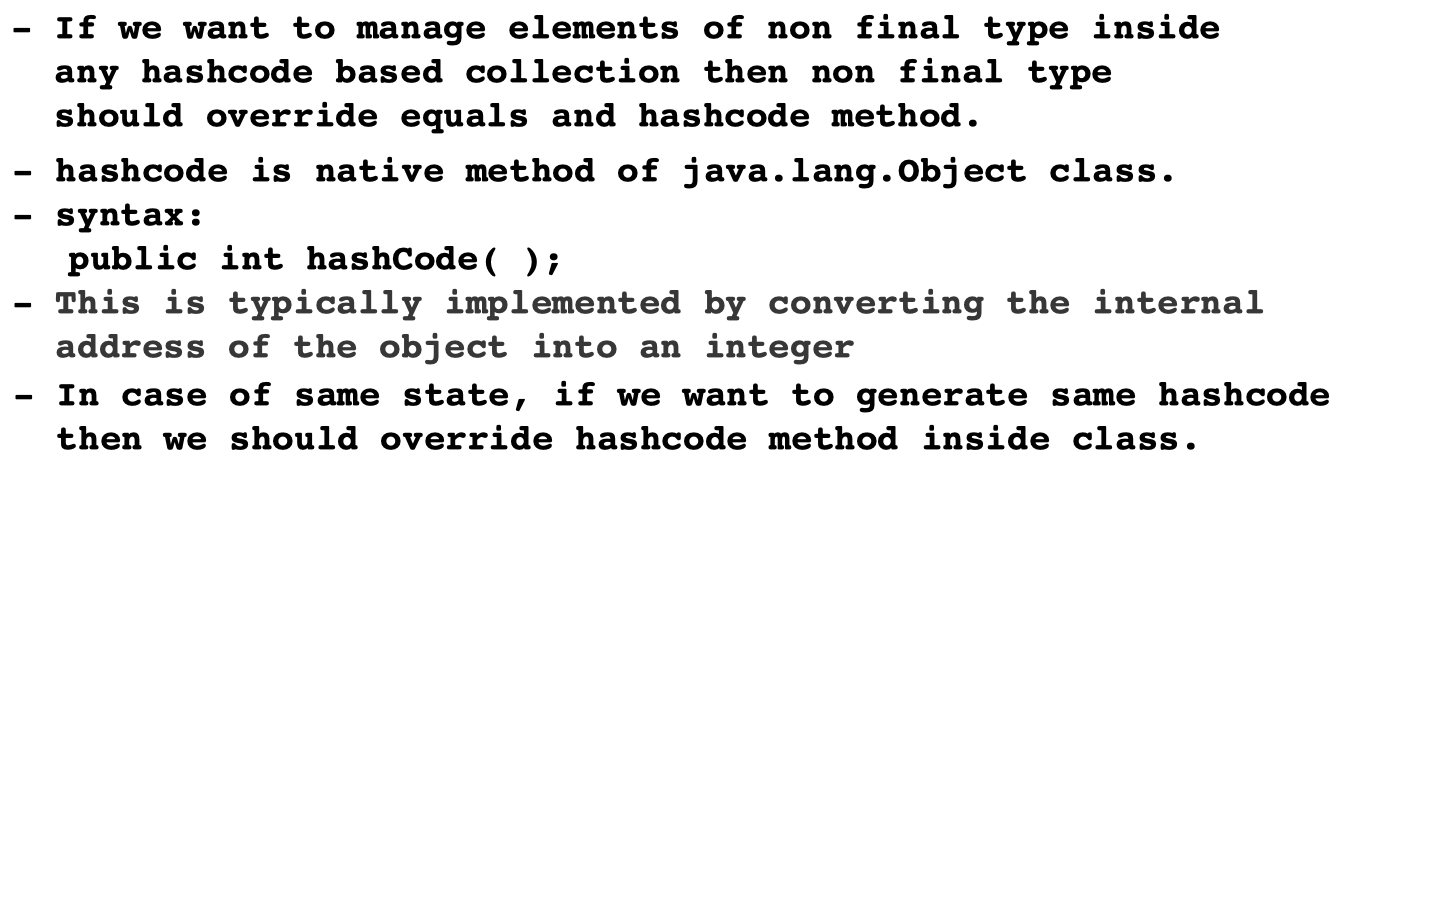 - If we want to manage elements of non final type inside
any hashcode based collection then non final type
should override equals and hashcode method.
- hashcode is native method of java.lang.Object class.
- syntax:
public int hashCode( );
- This is typically implemented by converting the internal
address of the object into an integer
- In case of same state, if we want to generate same hashcode
then we should override hashcode method inside class.